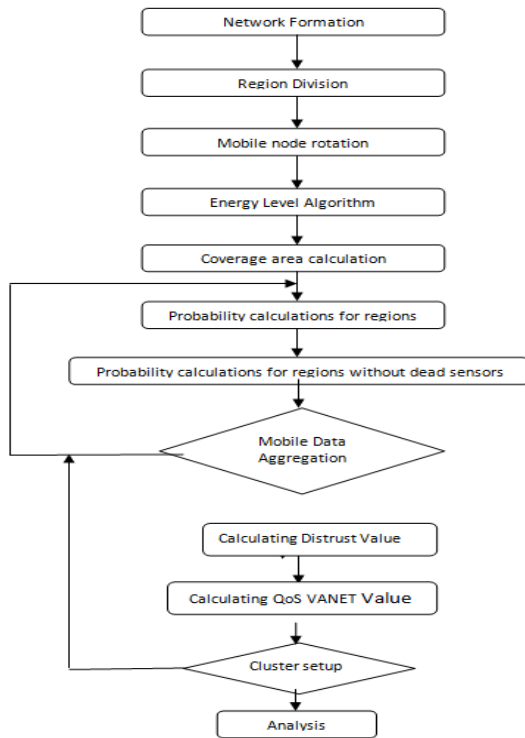 Network Formation
Region Division
Mobile node rotation
Energy Level Algorithm
Coverage area calculation
Probability calculations for regions
Probability calculations for regions without dead sensors
Mobile Data
Aggregation
Calculating Distrust Value
Calculating QoS VANET Value
Cluster setup
Analysis